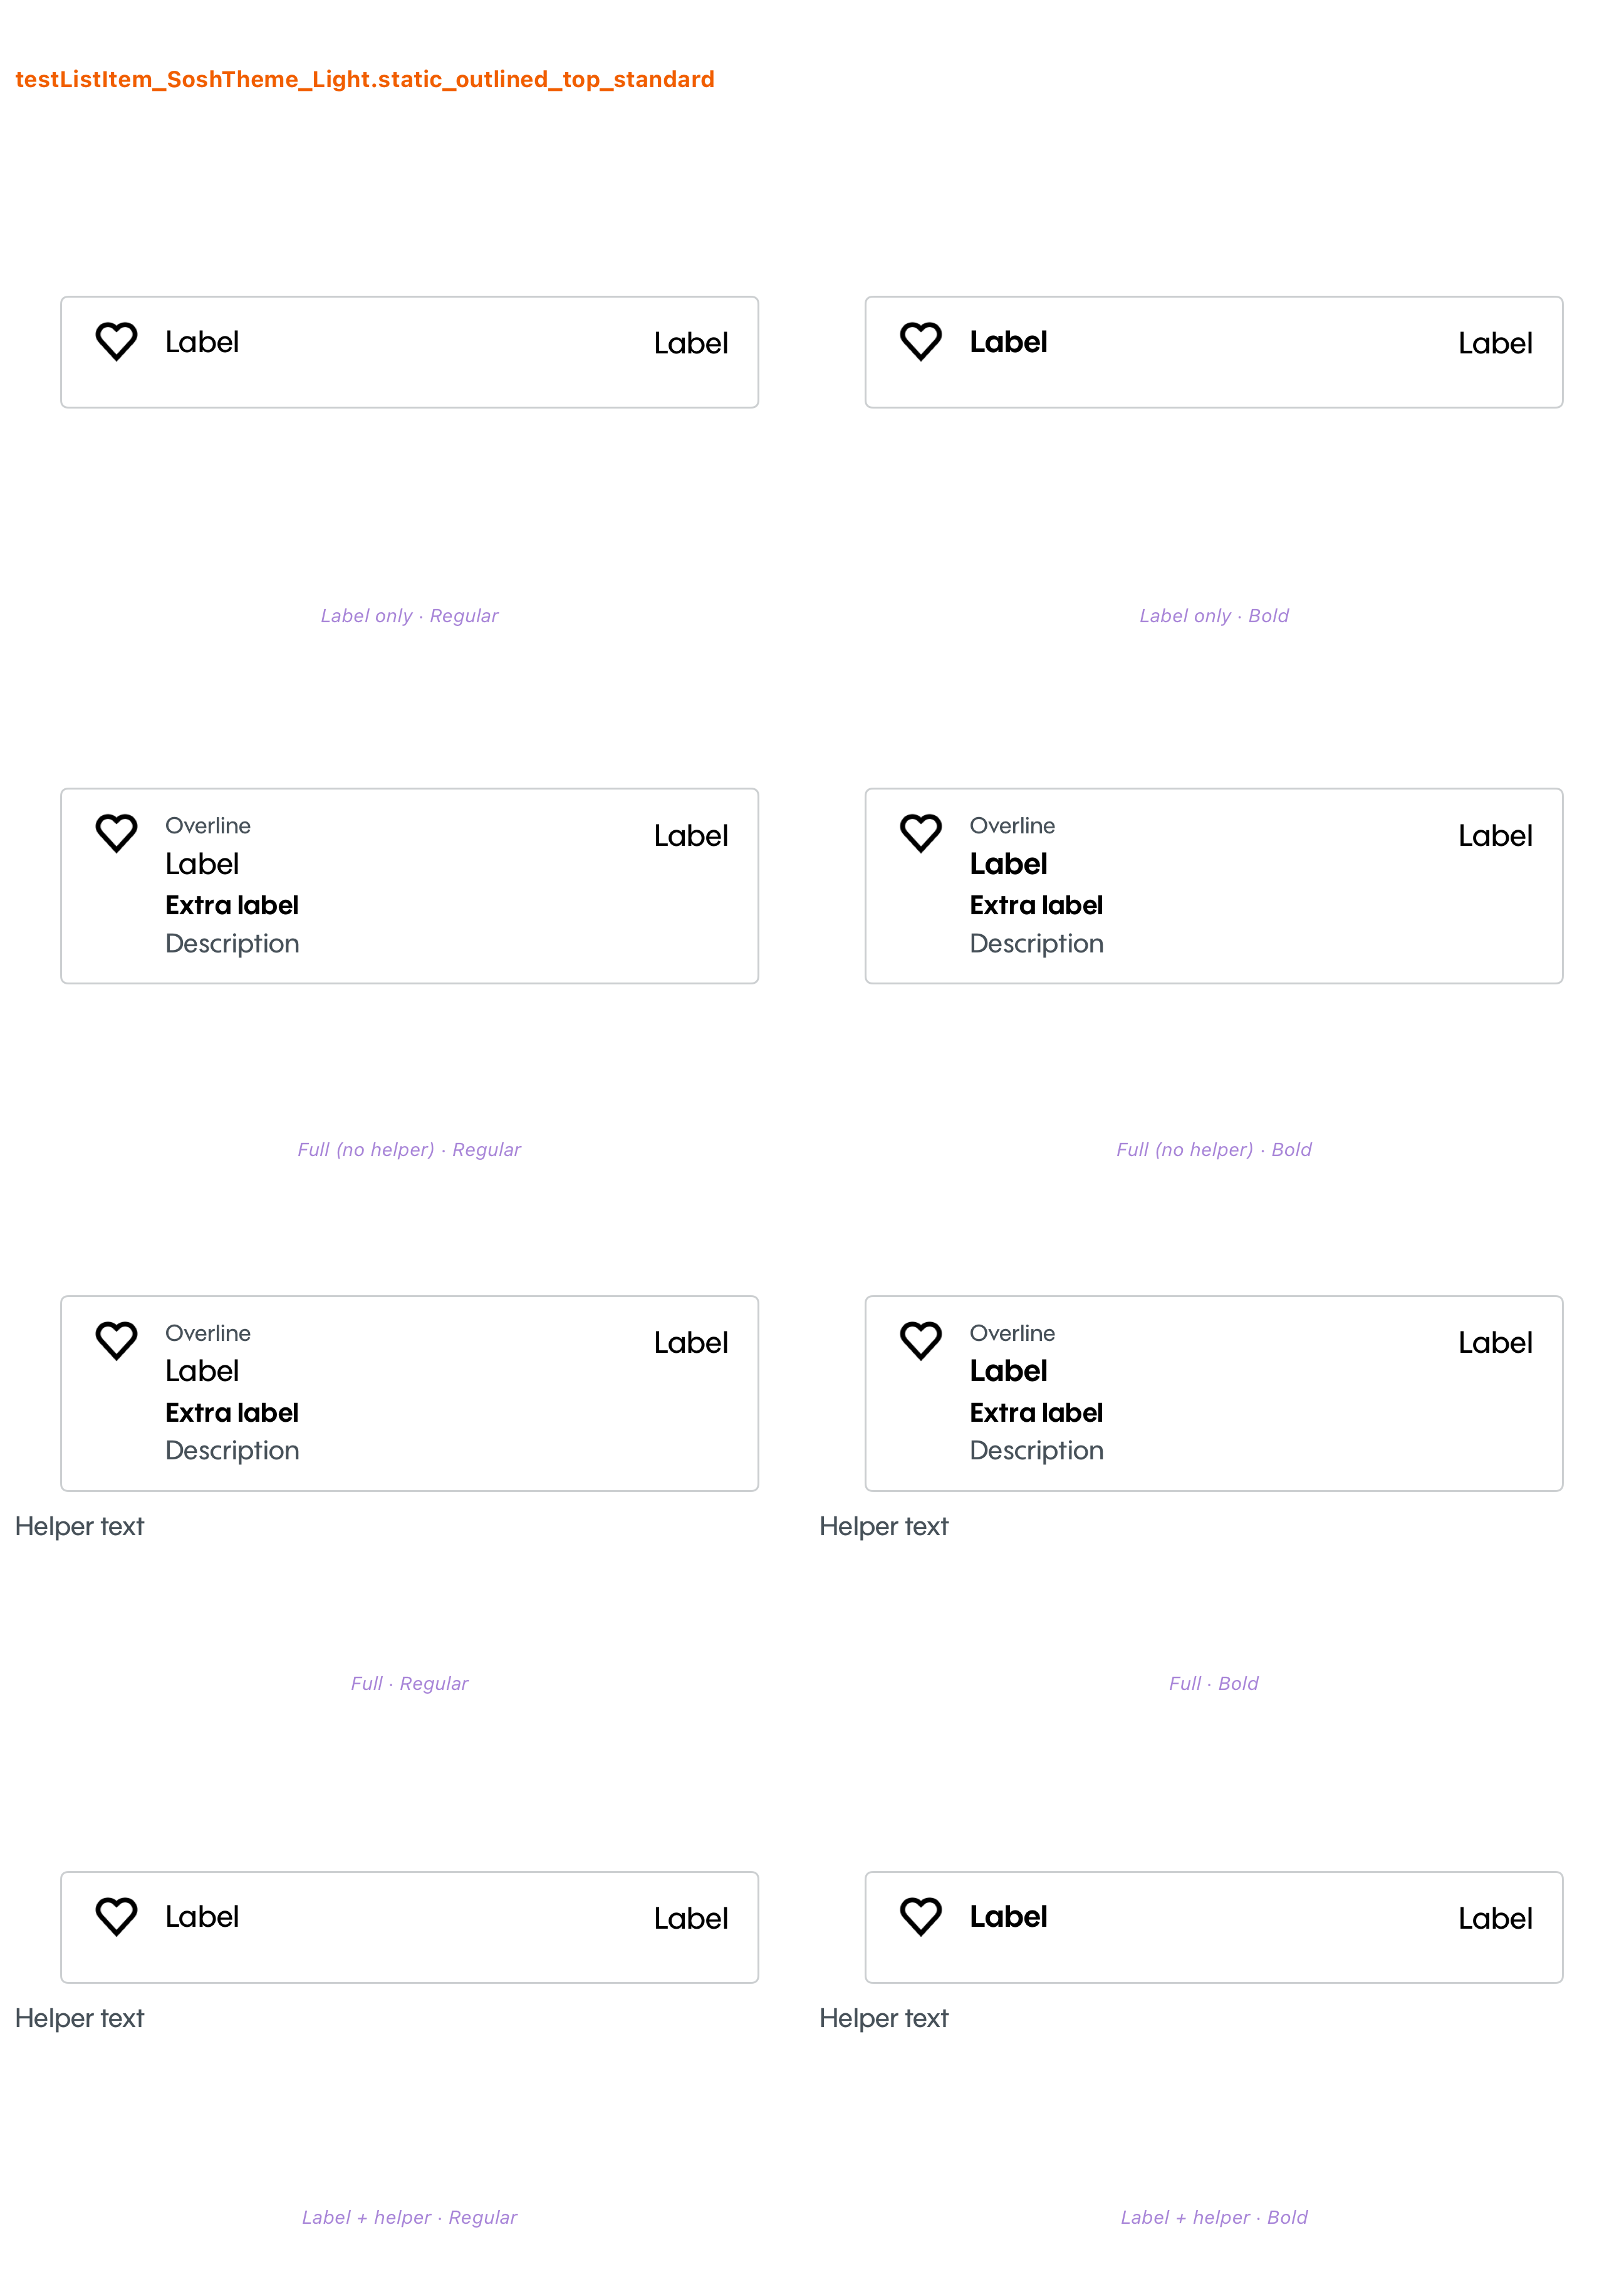 testListItem_SoshTheme_Light.static_outlined_top_standard
Label Label
Label Label
Label only · Regular
Label only · Bold
Overline
Label
Label
Extra label
Description
Overline
Label
Label
Extra label
Description
Full (no helper) · Regular
Full (no helper) · Bold
Overline
Label
Label
Extra label
Description
Helper text
Overline
Label
Label
Extra label
Description
Helper text
Full · Regular
Full · Bold
Label Label
Helper text
Label Label
Helper text
Label + helper · Regular
Label + helper · Bold